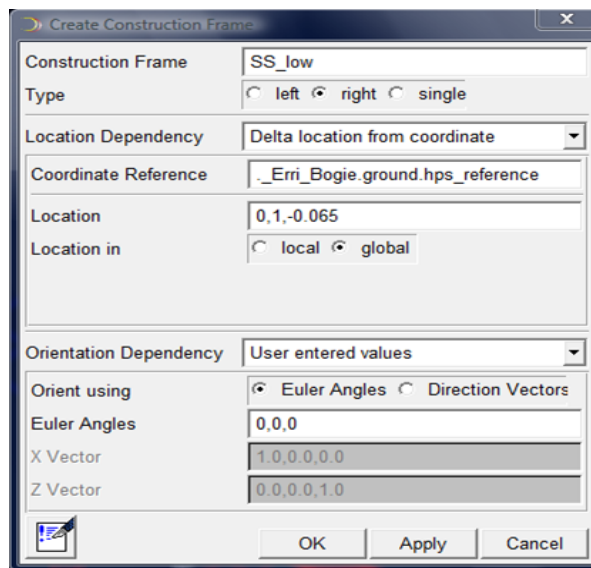 Create Construction Frame
Construction Frame SS_low
Type left right single
Location Dependency Delta location from coordinate
Coordinate Reference ._Erri_Bogie.ground.hps_reference
Location 0,1,-0.065
Location in local global
Orientation Dependency User entered values
Orient using Euler Angles Direction Vectors
Euler Angles 0,0,0
X Vector 1.0,0.0,0.0
Z Vector 0.0,0.0,1.0
OK Apply Cancel